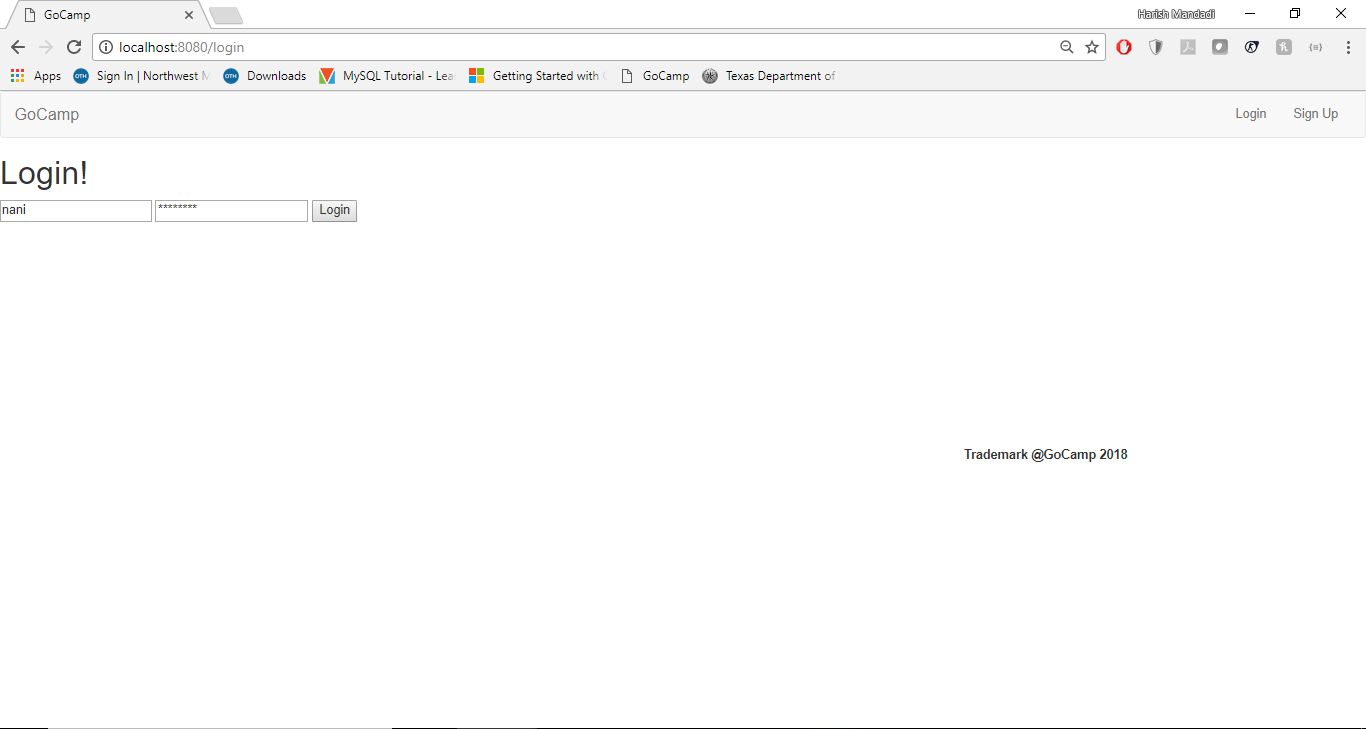 GoCamp
Harish Mandadi
localhost:8080/login
Apps Sign In | Northwest M Downloads MySQL Tutorial - Lea Getting Started with GoCamp Texas Department of
GoCamp Login Sign Up
Login!
nani ******** Login
Trademark @GoCamp 2018